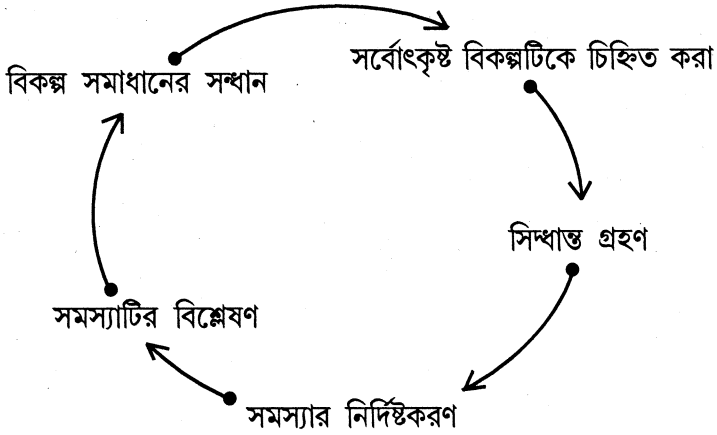 সর্বোৎকৃষ্ট বিকল্পটিকে চিহ্নিত করা
বিকল্প সমাধানের সন্ধান
সিদ্ধান্ত গ্রহণ
সমস্যাটির বিশ্লেষণ
সমস্যার নির্দিষ্টকরণ